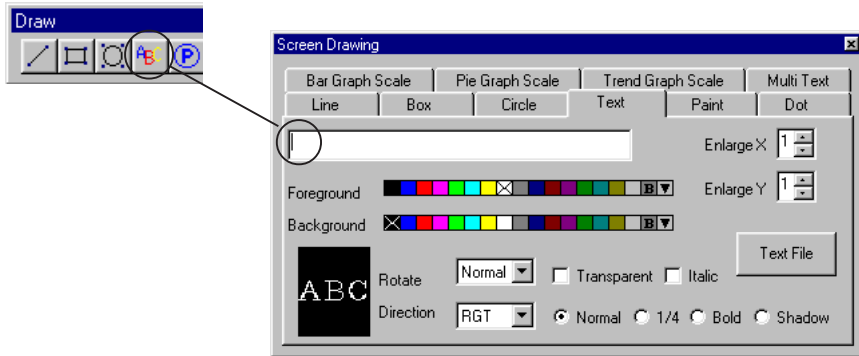 Draw
ABC P
Screen Drawing
Bar Graph Scale Pie Graph Scale Trend Graph Scale Multi Text
Line Box Circle Text Paint Dot
Enlarge X 1
Foreground B Enlarge Y 1
Background B
Text File
ABC Rotate Normal Transparent Italic
Direction RGT Normal 1/4 Bold Shadow